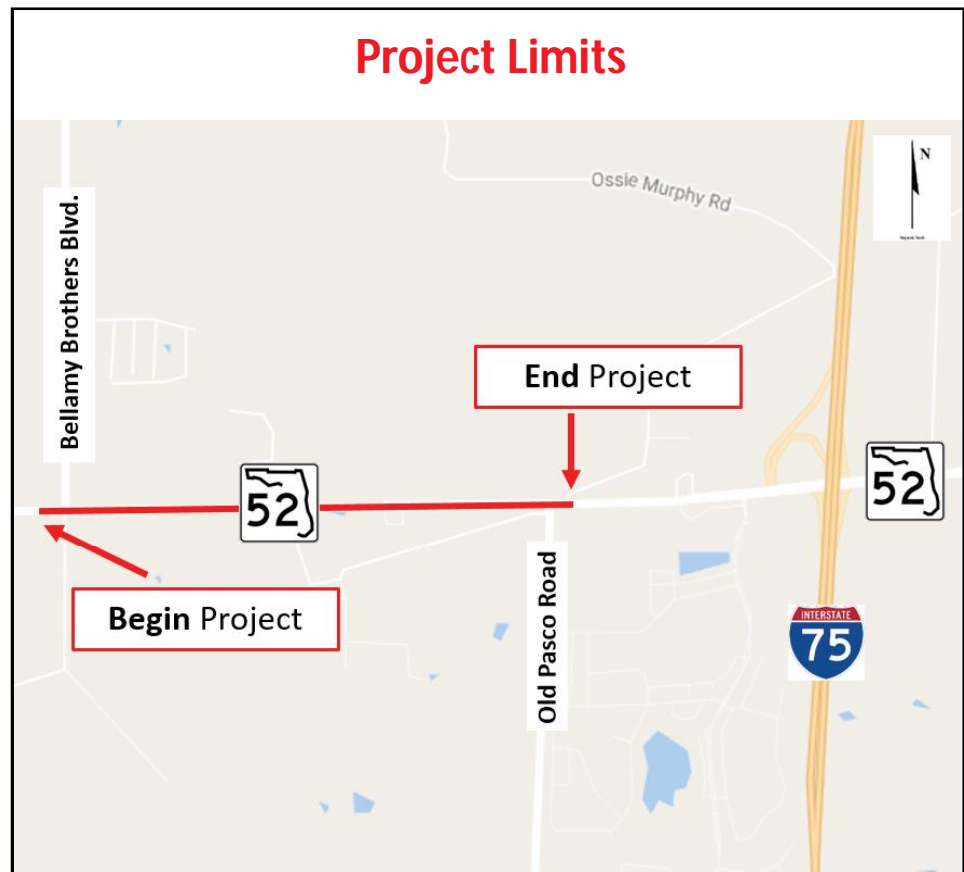 Project Limits
N
Ossie Murphy Rd
Bellamy Brothers Blvd.
End Project
52
52
Begin Project
Old Pasco Road
INTERSTATE
75